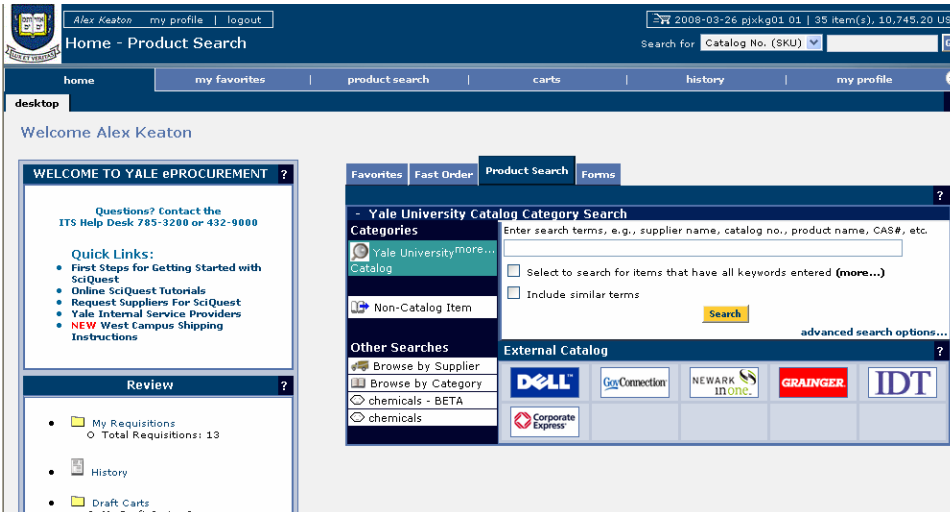 Alex Keaton my profile | logout
2008-03-26 pjxkg01 01 | 35 item(s), 10,745.20 US
Home - Product Search
Search for Catalog No. (SKU)
home my favorites | product search | carts | history | my profile
desktop
Welcome Alex Keaton
WELCOME TO YALE ePROCUREMENT ?
Questions? Contact the
ITS Help Desk 785-3200 or 432-9000
Quick Links:
• First Steps for Getting Started with
SciQuest
• Online SciQuest Tutorials
• Request Suppliers For SciQuest
• Yale Internal Service Providers
• NEW West Campus Shipping
Instructions
Review ?
• My Requisitions
O Total Requisitions: 13
• History
• Draft Carts
Favorites Fast Order Product Search Forms
?
- Yale University Catalog Category Search
Categories
Yale University more...
Catalog
Non-Catalog Item
Other Searches
Browse by Supplier
Browse by Category
chemicals - BETA
chemicals
Enter search terms, e.g., supplier name, catalog no., product name, CAS#, etc.
Select to search for items that have all keywords entered (more...)
Include similar terms
Search
advanced search options...
External Catalog ?
DELL GovConnection NEWARK inone. GRAINGER IDT
Corporate
Express